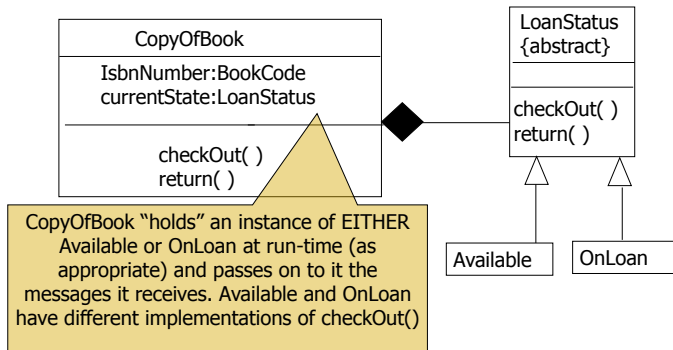 CopyOfBook
IsbnNumber:BookCode
currentState:LoanStatus
checkOut( )
return( )
LoanStatus
{abstract}
checkOut( )
return( )
Available
OnLoan
CopyOfBook “holds” an instance of EITHER
Available or OnLoan at run-time (as
appropriate) and passes on to it the
messages it receives. Available and OnLoan
have different implementations of checkOut()